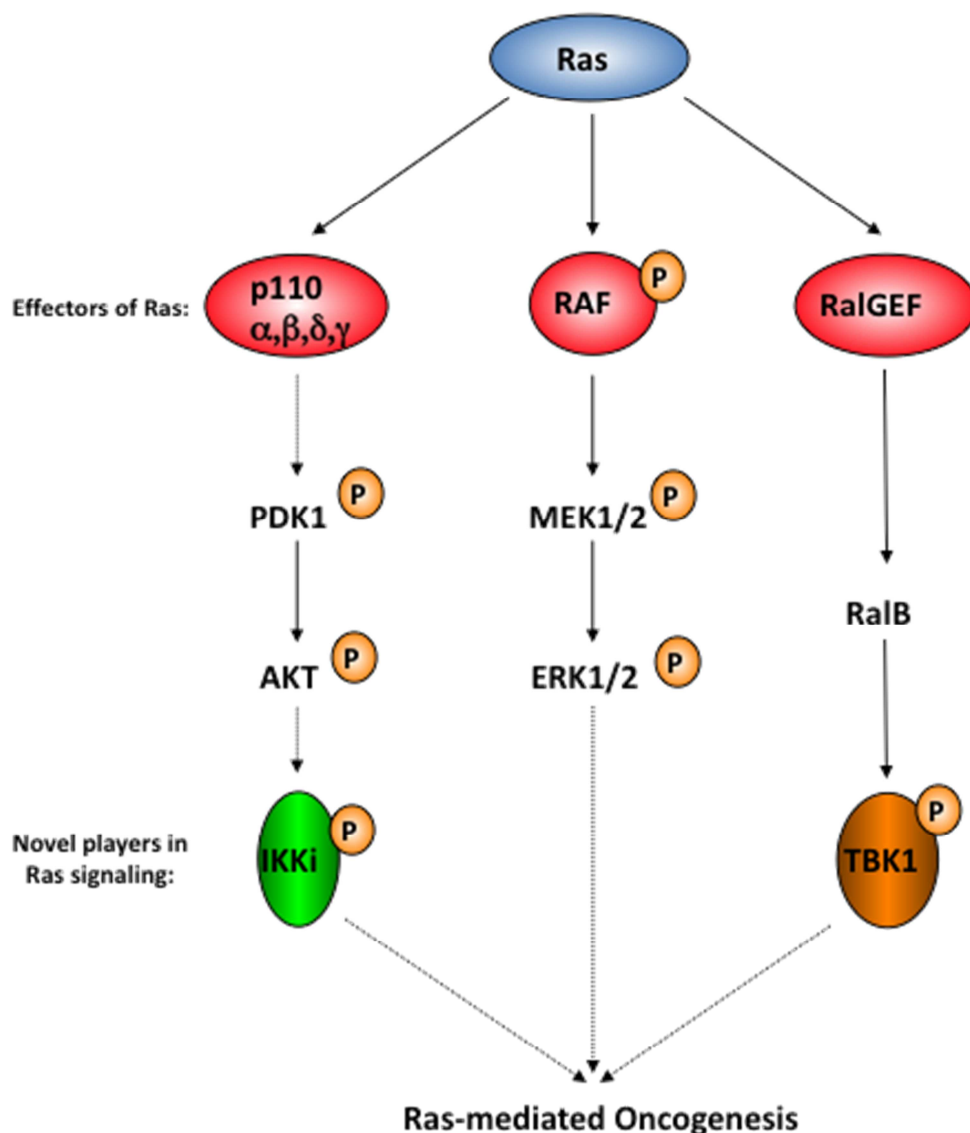 Ras
Effectors of Ras:
p110
α,β,δ,γ
RAF
P
RalGEF
PDK1
P
MEK1/2
P
RalB
AKT
P
ERK1/2
P
Novel players in
Ras signaling:
IKKi
P
TBK1
P
Ras-mediated Oncogenesis